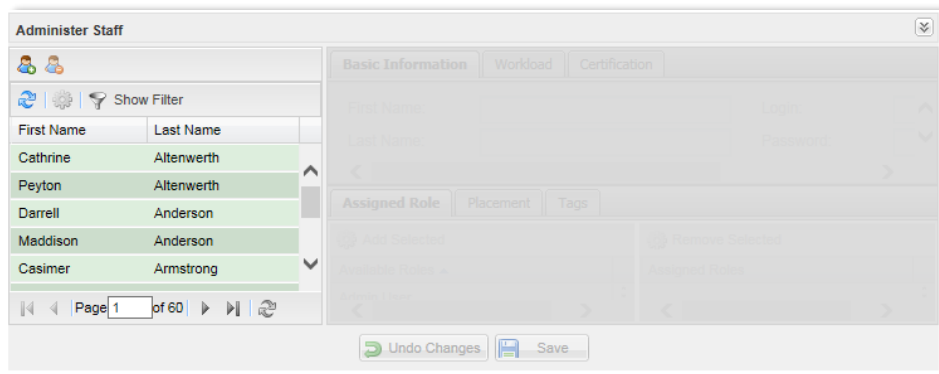 Administer Staff
Basic Information Workload Certification
Show Filter
First Name Login
First Name Last Name
Last Name Password
Cathrine Altenwerth
Peyton Altenwerth
Darrell Anderson
Assigned Role Placement Tags
Maddison Anderson
Add Selected Remove Selected
Casimer Armstrong
Available Roles Assigned Roles
Page 1 of 60
Undo Changes Save